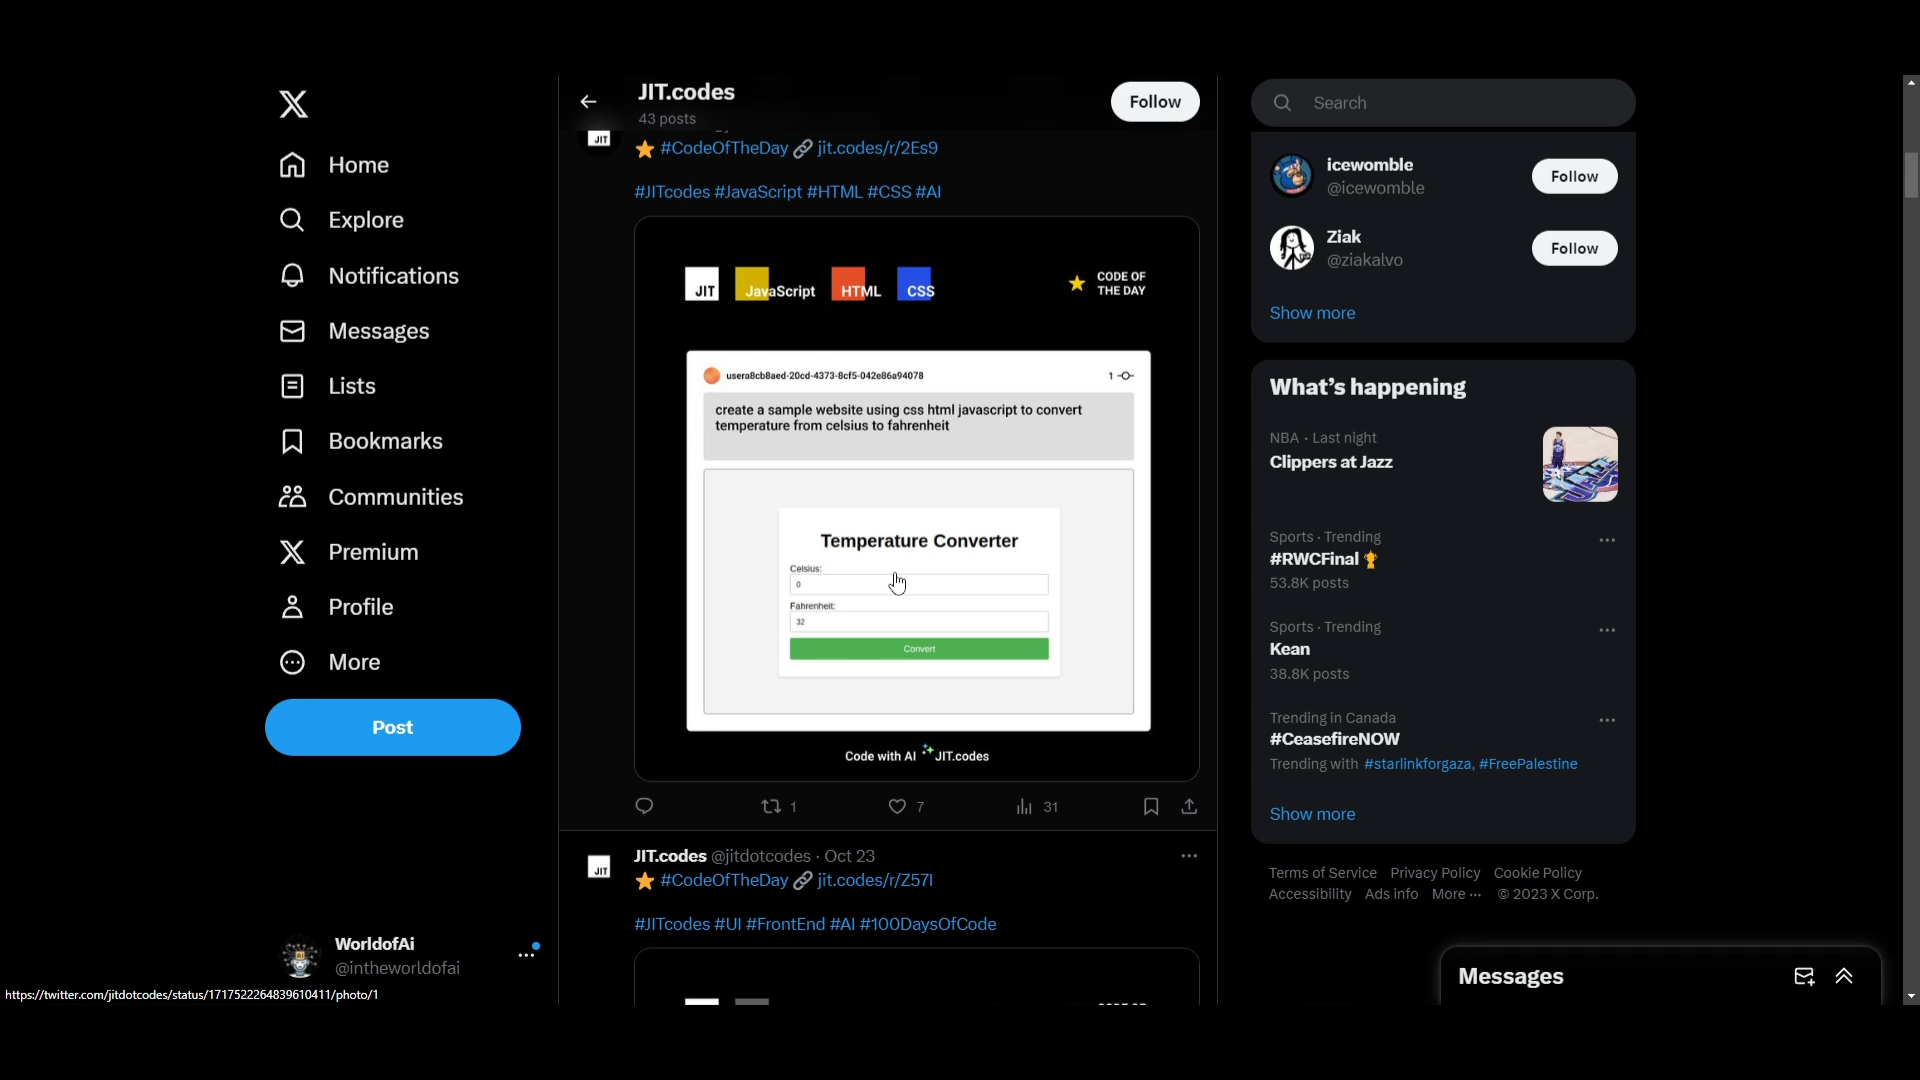 Home
Explore
Notifications
Messages
Lists
Bookmarks
Communities
Premium
Profile
More
Post
WorldofAi
@intheworldofai
https://twitter.com/jitdotcodes/status/1717522264839610411/photo/1
JIT.codes
43 posts
Follow
JIT
#CodeOfTheDay jit.codes/r/2Es9
#JITcodes #JavaScript #HTML #CSS #AI
JIT JavaScript HTML CSS
CODE OF
THE DAY
usera8cb8aed-20cd-4373-8cf5-042e86a94078
1
create a sample website using css html javascript to convert
temperature from celsius to fahrenheit
Temperature Converter
Celsius:
0
Fahrenheit:
32
Convert
Code with AI JIT.codes
1 7 31
JIT
JIT.codes @jitdotcodes · Oct 23
#CodeOfTheDay jit.codes/r/Z57l
#JITcodes #UI #FrontEnd #AI #100DaysOfCode
Search
icewomble
@icewomble
Follow
Ziak
@ziakalvo
Follow
Show more
What's happening
NBA · Last night
Clippers at Jazz
Sports · Trending
#RWCFinal
53.8K posts
Sports · Trending
Kean
38.8K posts
Trending in Canada
#CeasefireNOW
Trending with #starlinkforgaza, #FreePalestine
Show more
Terms of Service Privacy Policy Cookie Policy
Accessibility Ads info More ··· © 2023 X Corp.
Messages